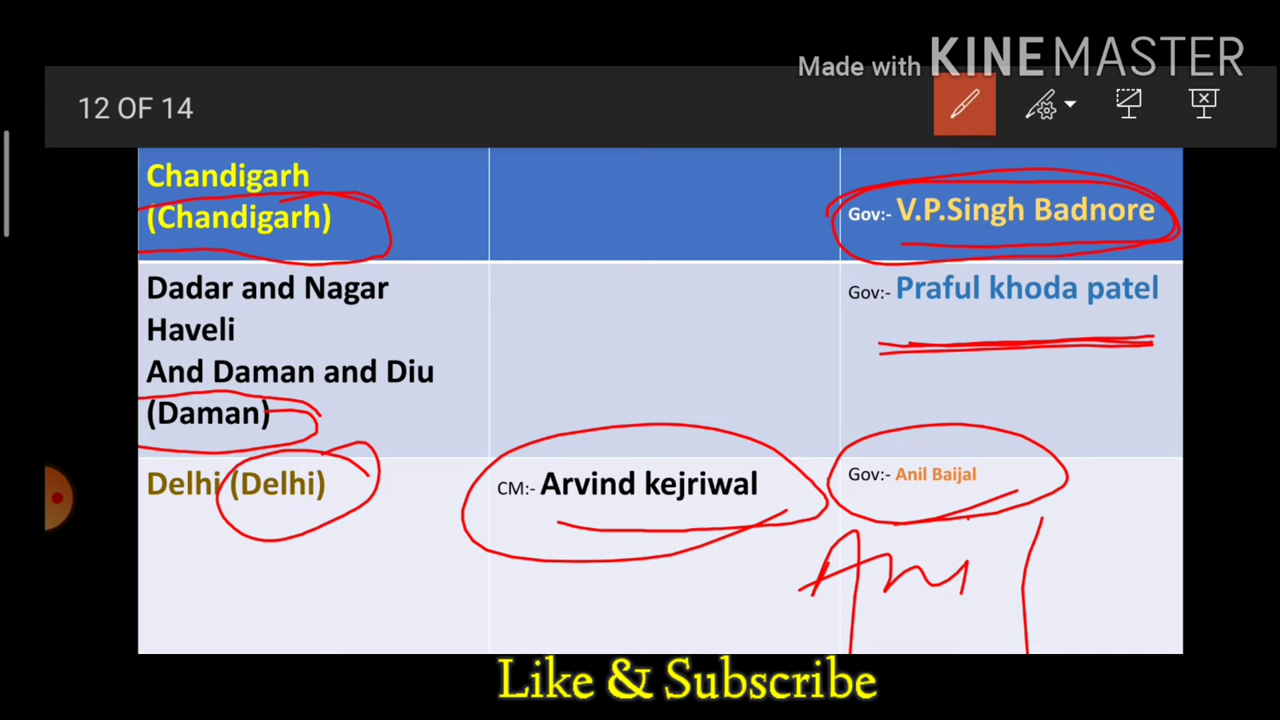 Made with KINEMASTER
12 OF 14
Chandigarh
(Chandigarh)
Gov:- V.P.Singh Badnore
Dadar and Nagar
Haveli
And Daman and Diu
(Daman)
Gov:- Praful khoda patel
Delhi (Delhi)
CM:- Arvind kejriwal
Gov:- Anil Baijal
Anil
Like & Subscribe